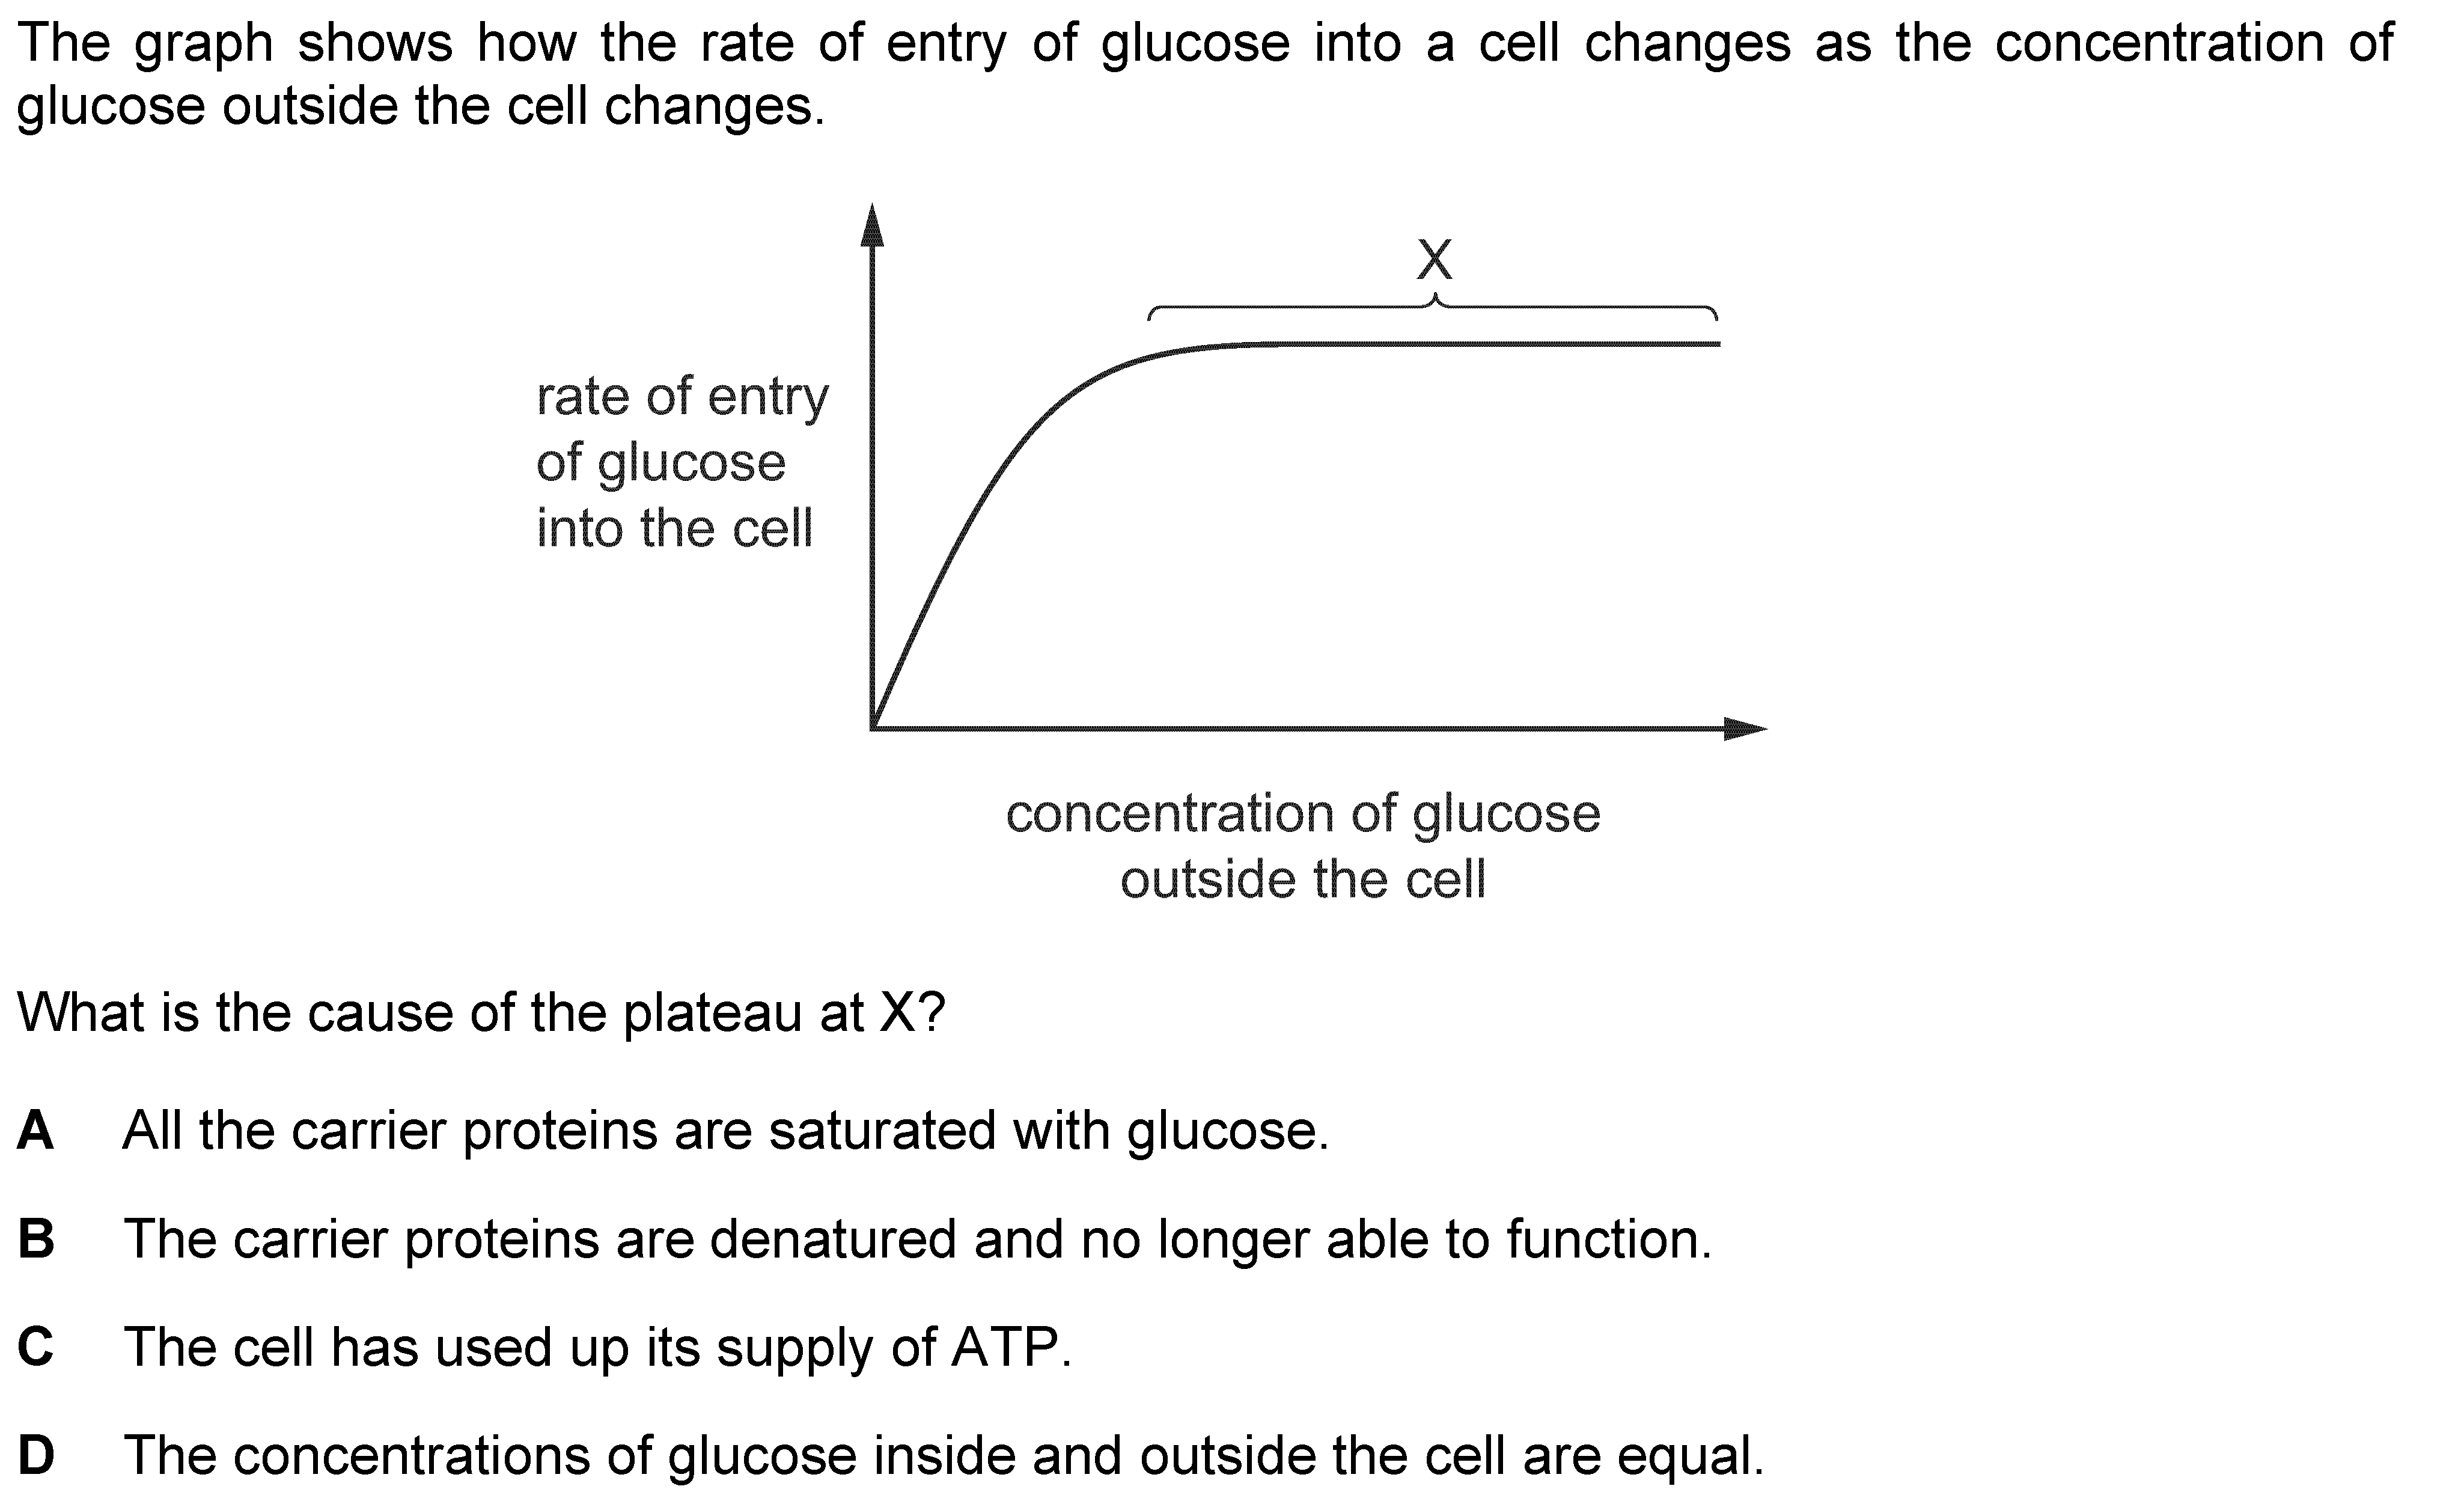 The graph shows how the rate of entry of glucose into a cell changes as the concentration of
glucose outside the cell changes.
X
rate of entry
of glucose
into the cell
concentration of glucose
outside the cell
What is the cause of the plateau at X?
A All the carrier proteins are saturated with glucose.
B The carrier proteins are denatured and no longer able to function.
C The cell has used up its supply of ATP.
D The concentrations of glucose inside and outside the cell are equal.